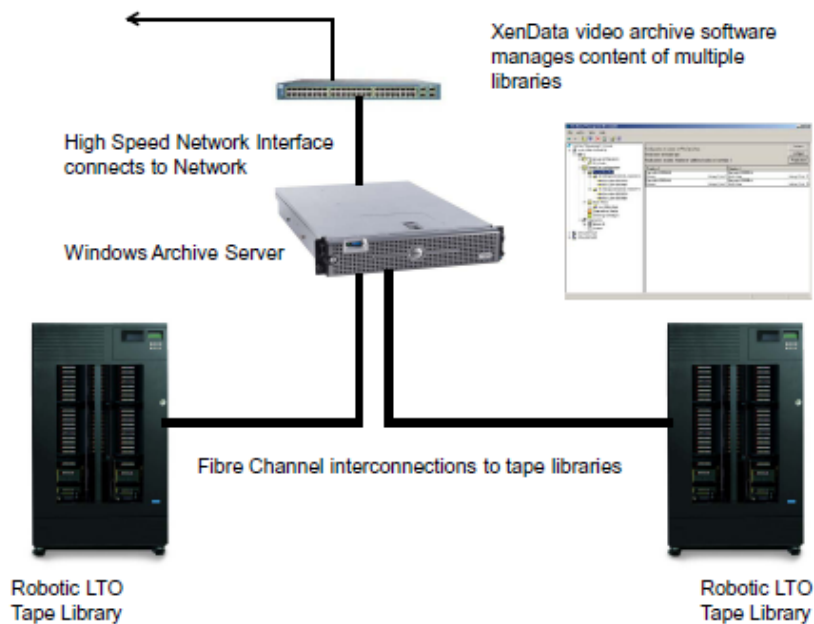 XenData video archive software
manages content of multiple
libraries
High Speed Network Interface
connects to Network
Windows Archive Server
Fibre Channel interconnections to tape libraries
Robotic LTO
Tape Library
Robotic LTO
Tape Library